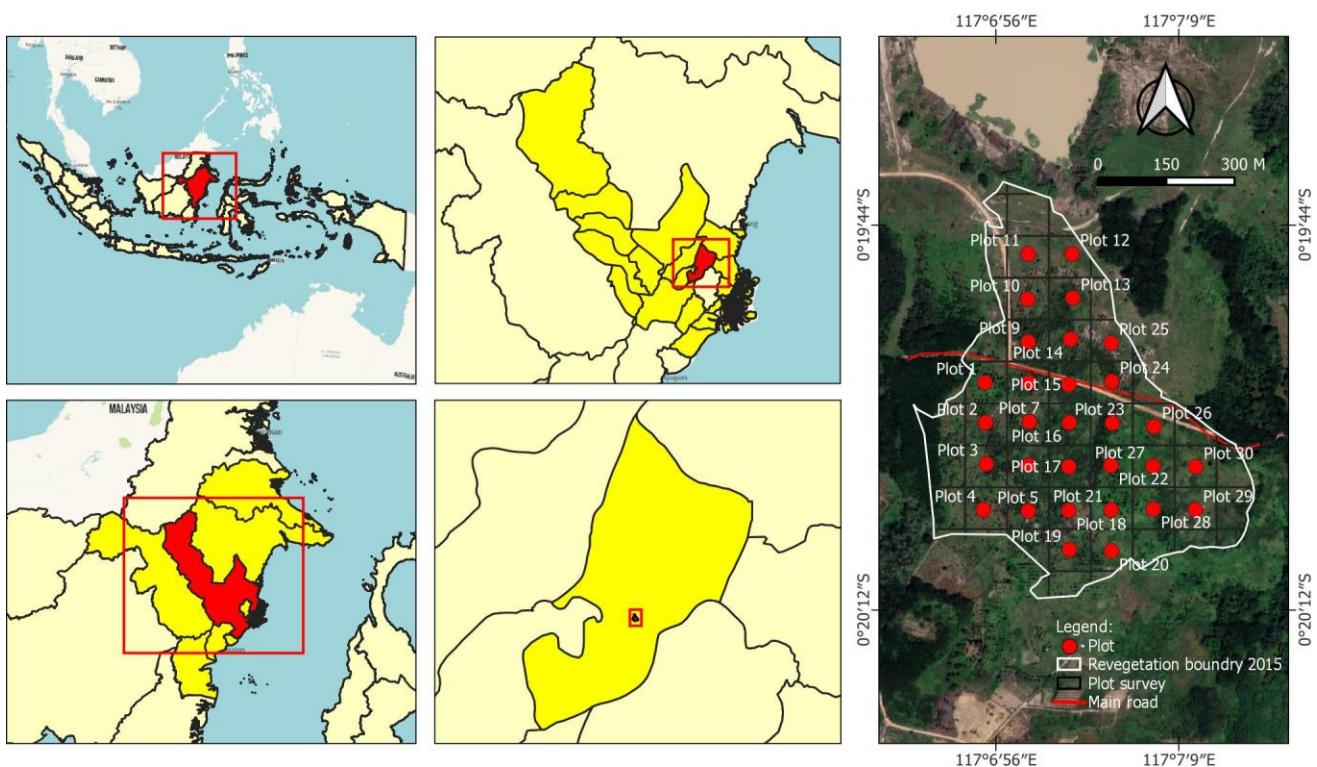 117°6′56″E 117°7′9″E
PHILIPPINES
THAILAND
CAMBODIA
MALAYSIA
AUSTRALIA
0 150 300 M
0°19′44″S 0°19′44″S
Plot 11 Plot 12
Plot 10 Plot 13
Plot 9 Plot 25
Plot 14
Plot 1 Plot 15 Plot 24
Plot 2 Plot 7 Plot 23 Plot 26
Plot 16
Plot 3 Plot 17 Plot 27 Plot 30
Plot 22
Plot 4 Plot 5 Plot 21 Plot 29
Plot 18 Plot 28
Plot 19
Plot 20
0°20′12″S 0°20′12″S
Legend:
- Plot
Revegetation boundry 2015
Plot survey
Main road
117°6′56″E 117°7′9″E